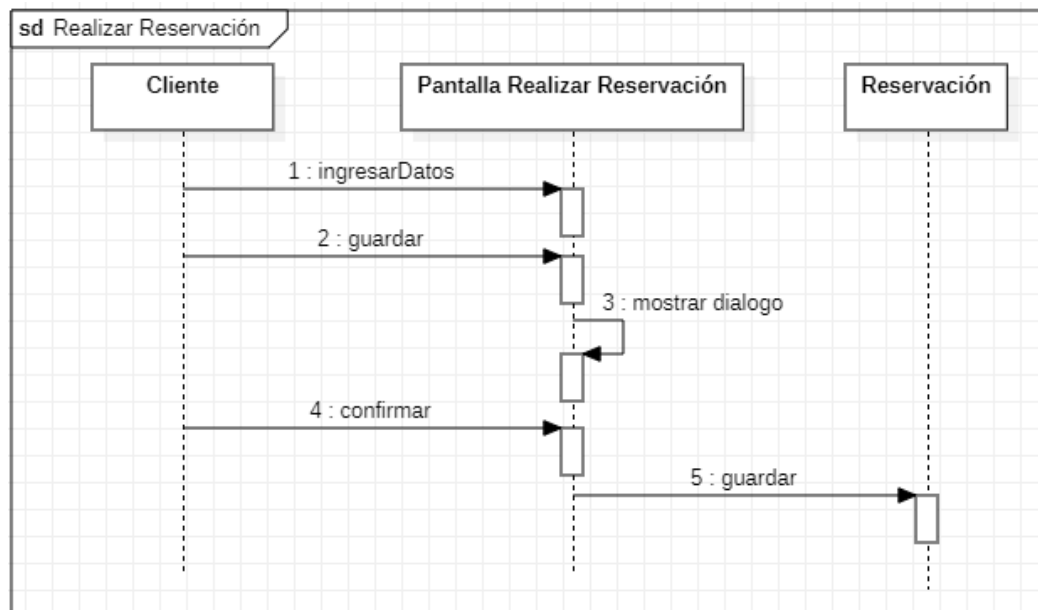 sd Realizar Reservación
Cliente
Pantalla Realizar Reservación
Reservación
1 : ingresarDatos
2 : guardar
3 : mostrar dialogo
4 : confirmar
5 : guardar